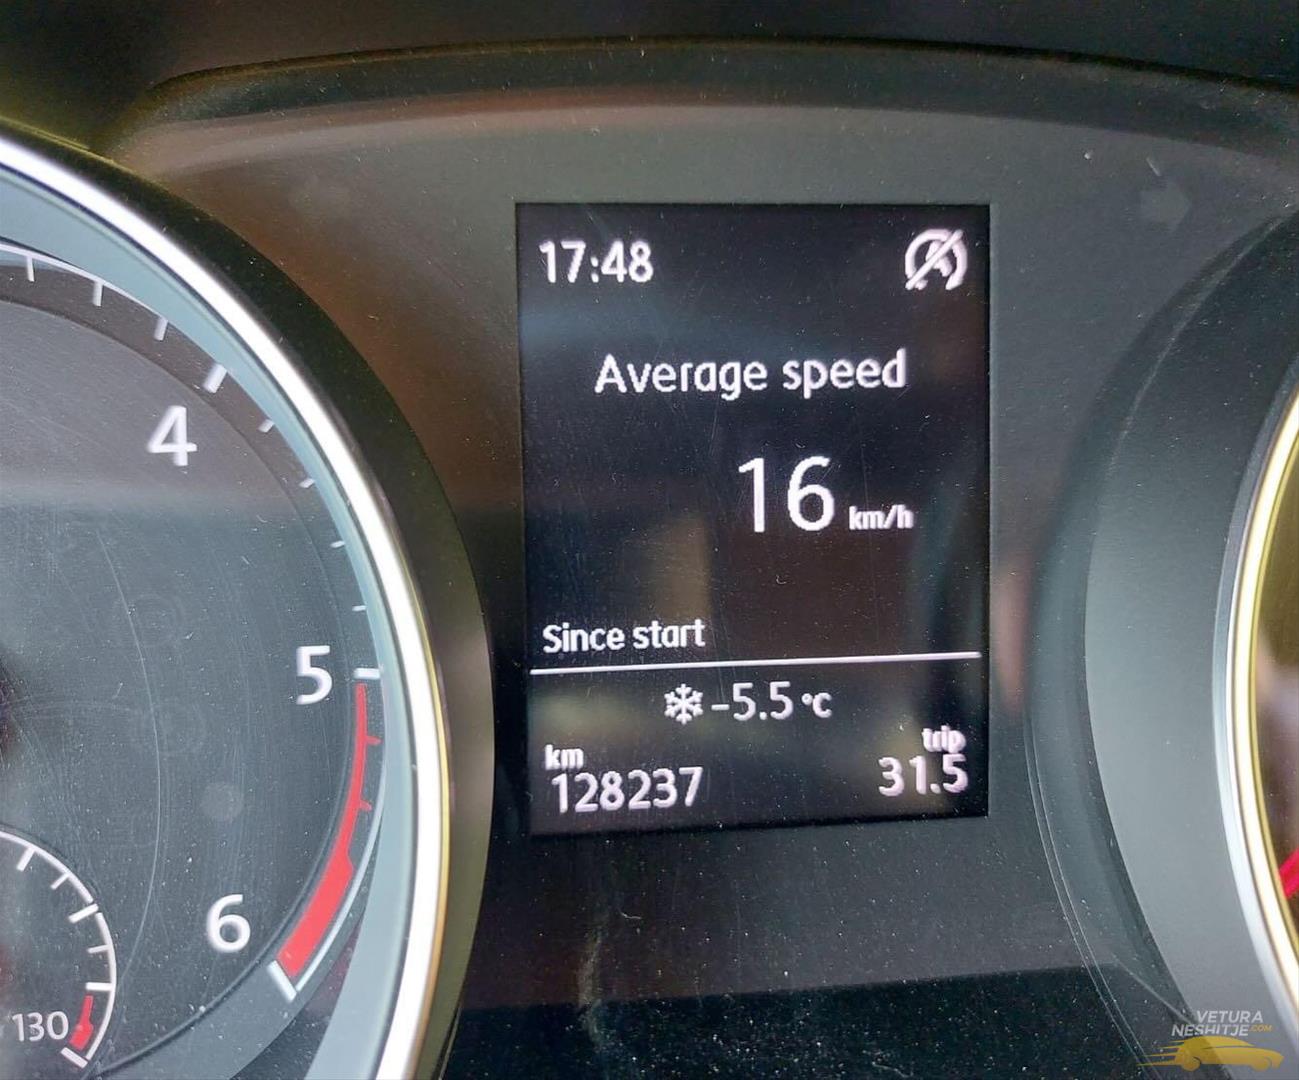 17:48
Average speed
16 km/h
Since start
-5.5 °C
km
trip
128237
31.5
4
5
6
130
VETURA
NESHITJE.COM